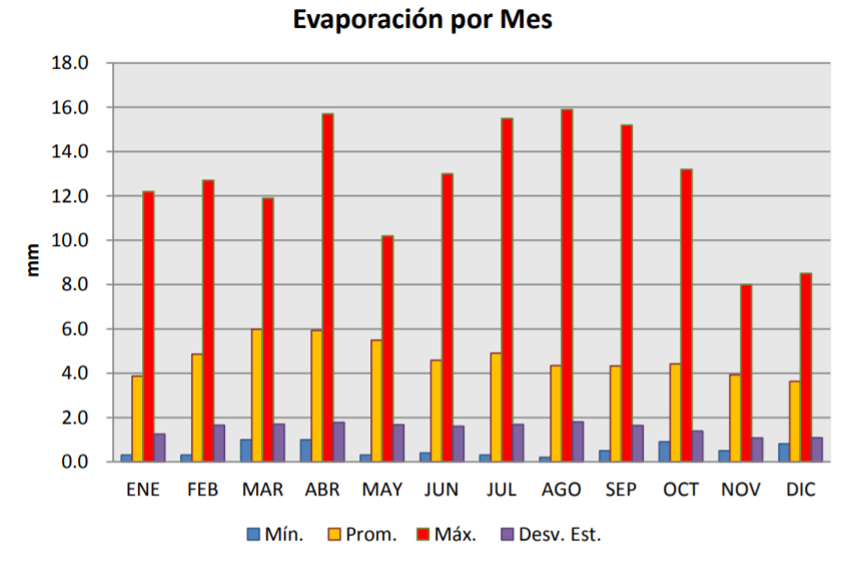 Evaporación por Mes
18.0
16.0
14.0
12.0
10.0
8.0
6.0
4.0
2.0
0.0
mm
ENE FEB MAR ABR MAY JUN JUL AGO SEP OCT NOV DIC
Mín. Prom. Máx. Desv. Est.